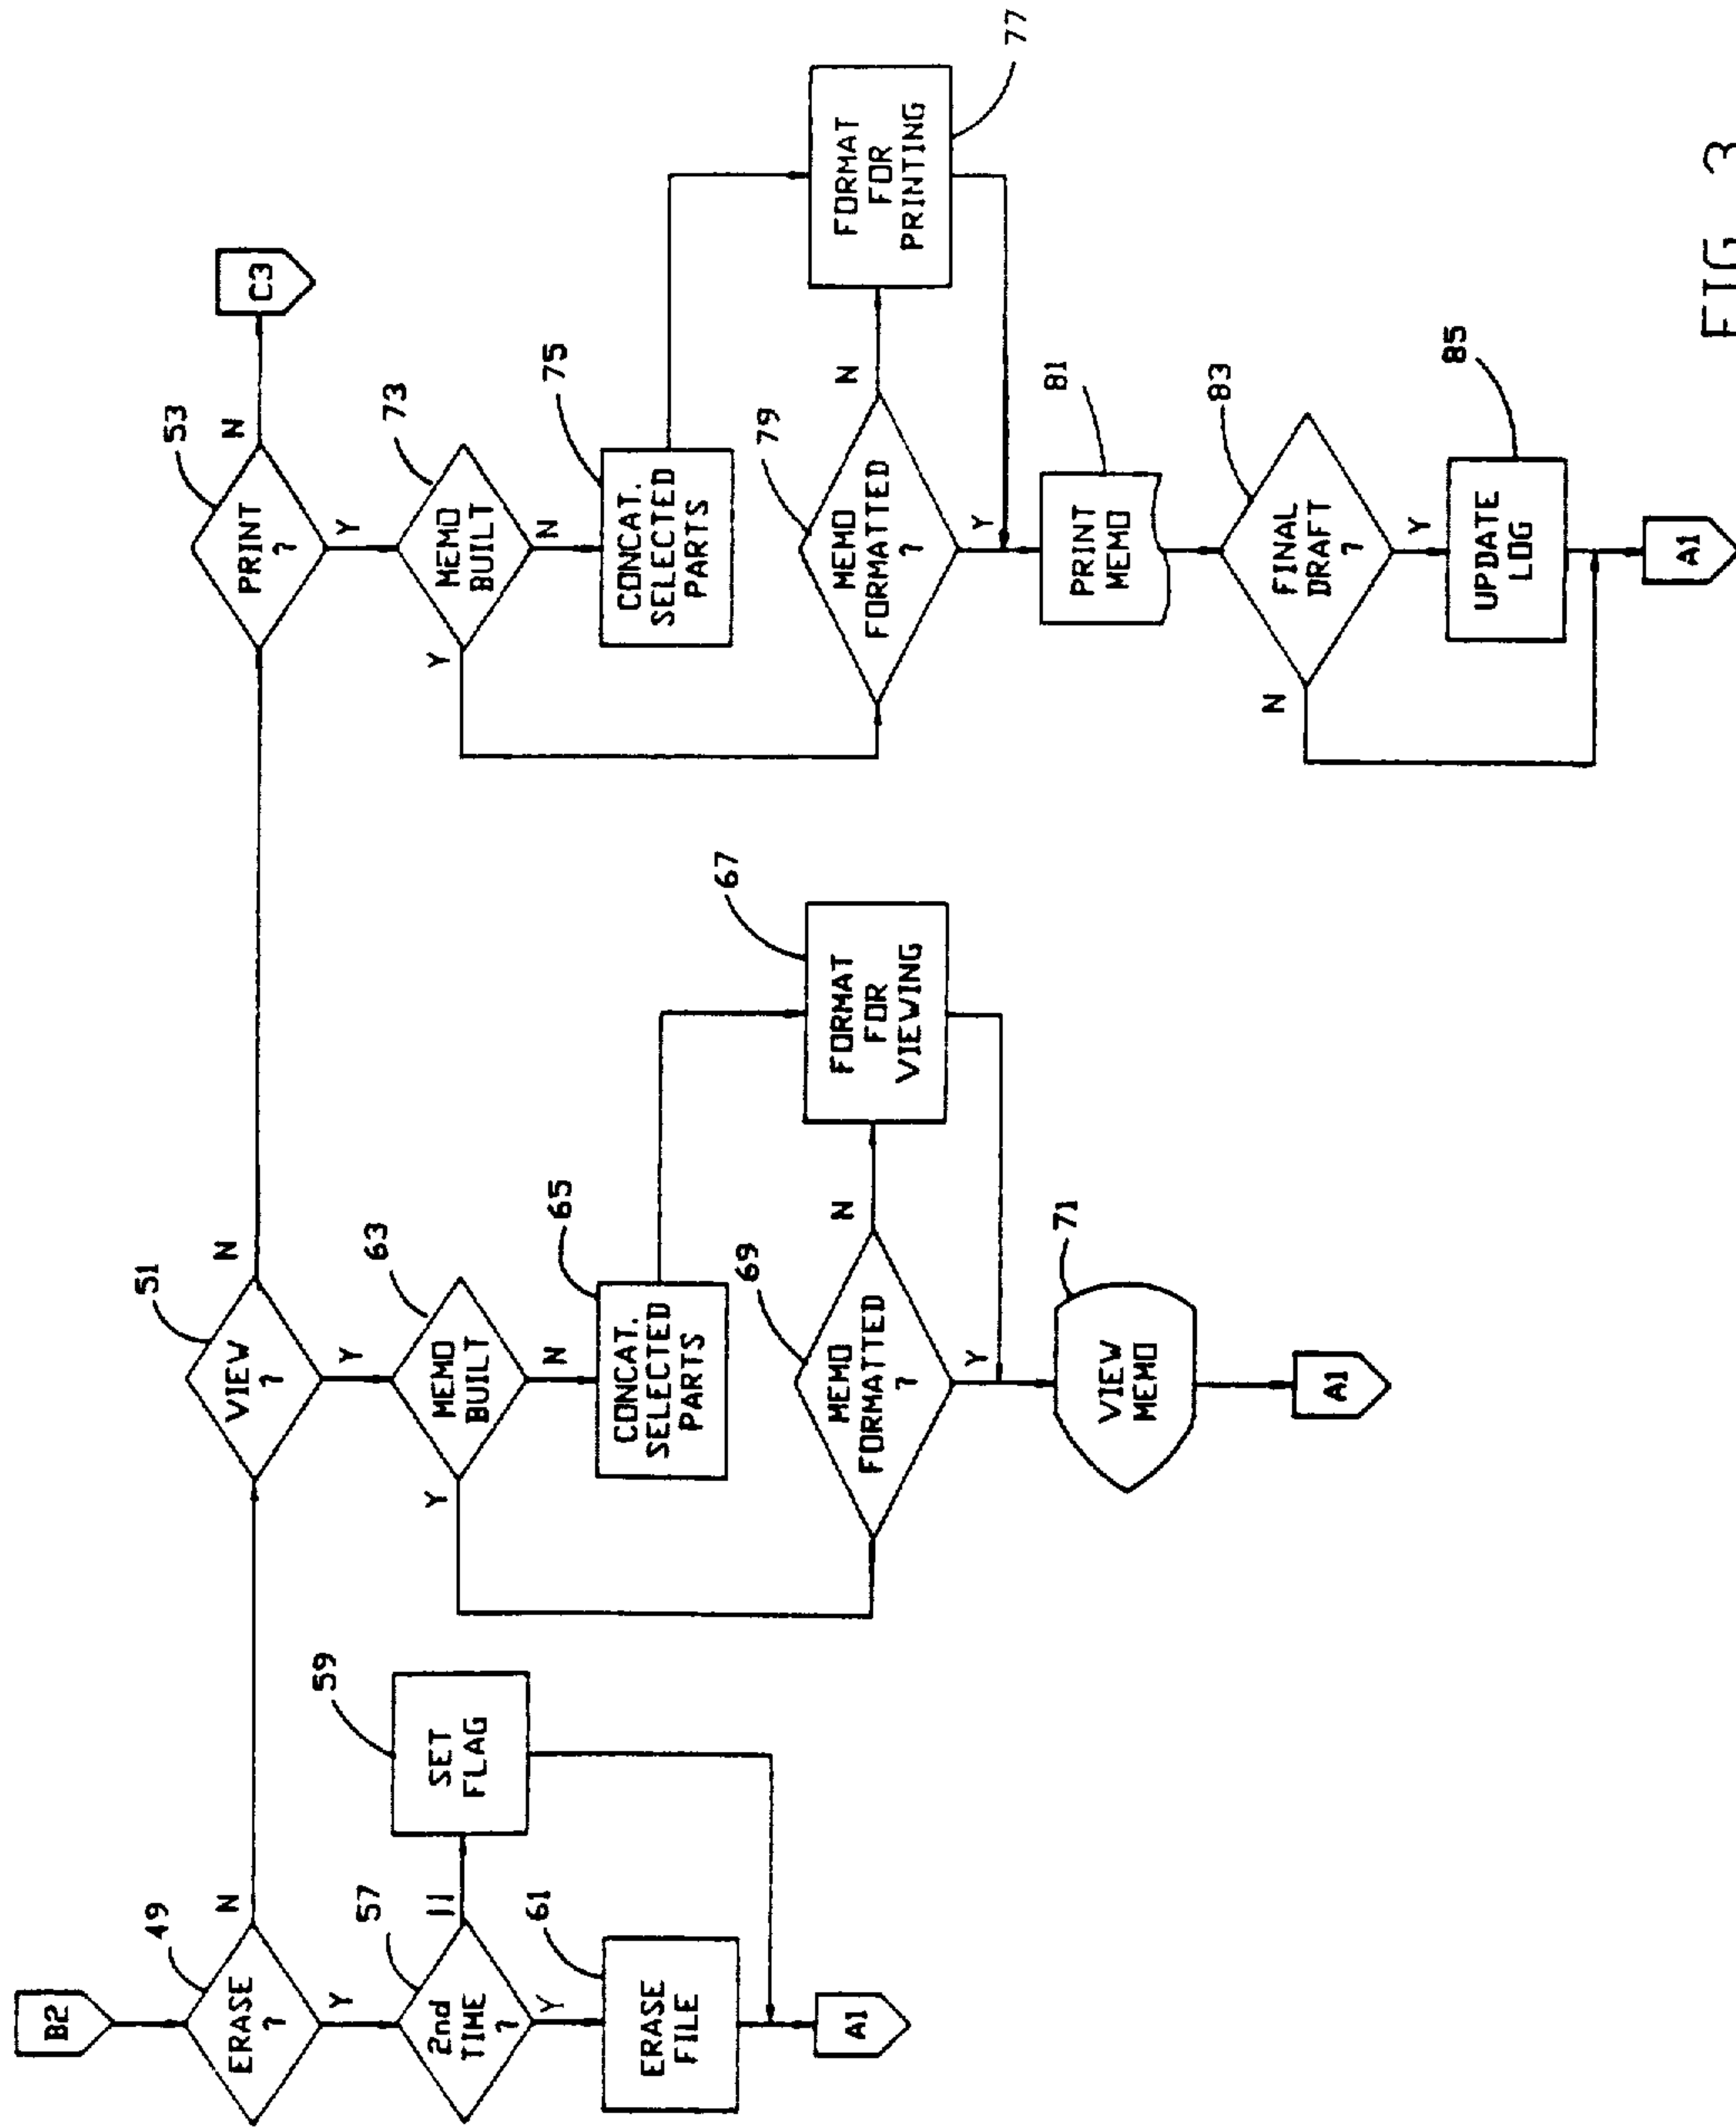 B2
49
ERASE
?
N
Y
57
2nd
TIME
?
Y
59
SET
FLAG
61
ERASE
FILE
A1
51
VIEW
?
N
Y
63
MEMO
BUILT
Y
N
65
CONCAT.
SELECTED
PARTS
67
FORMAT
FOR
VIEWING
69
MEMO
FORMATTED
?
N
Y
71
VIEW
MEMO
A1
53
PRINT
?
N
C3
Y
73
MEMO
BUILT
Y
N
75
CONCAT.
SELECTED
PARTS
77
FORMAT
FOR
PRINTING
79
MEMO
FORMATTED
?
N
Y
81
PRINT
MEMO
83
FINAL
DRAFT
?
N
Y
85
UPDATE
LOG
A1
FIG 3